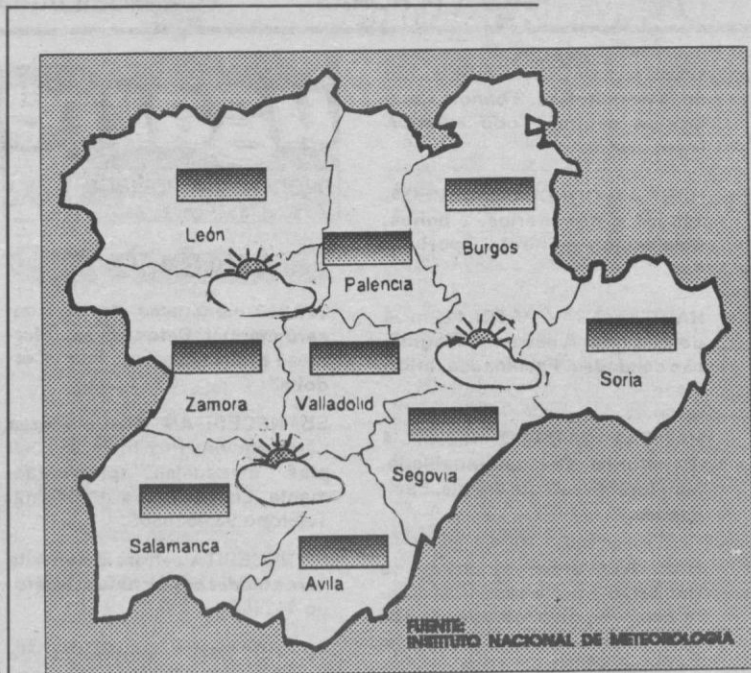 León
Burgos
Palencia
Soria
Zamora
Valladolid
Segovia
Salamanca
Avila
FUENTE:
INSTITUTO NACIONAL DE METEOROLOGIA